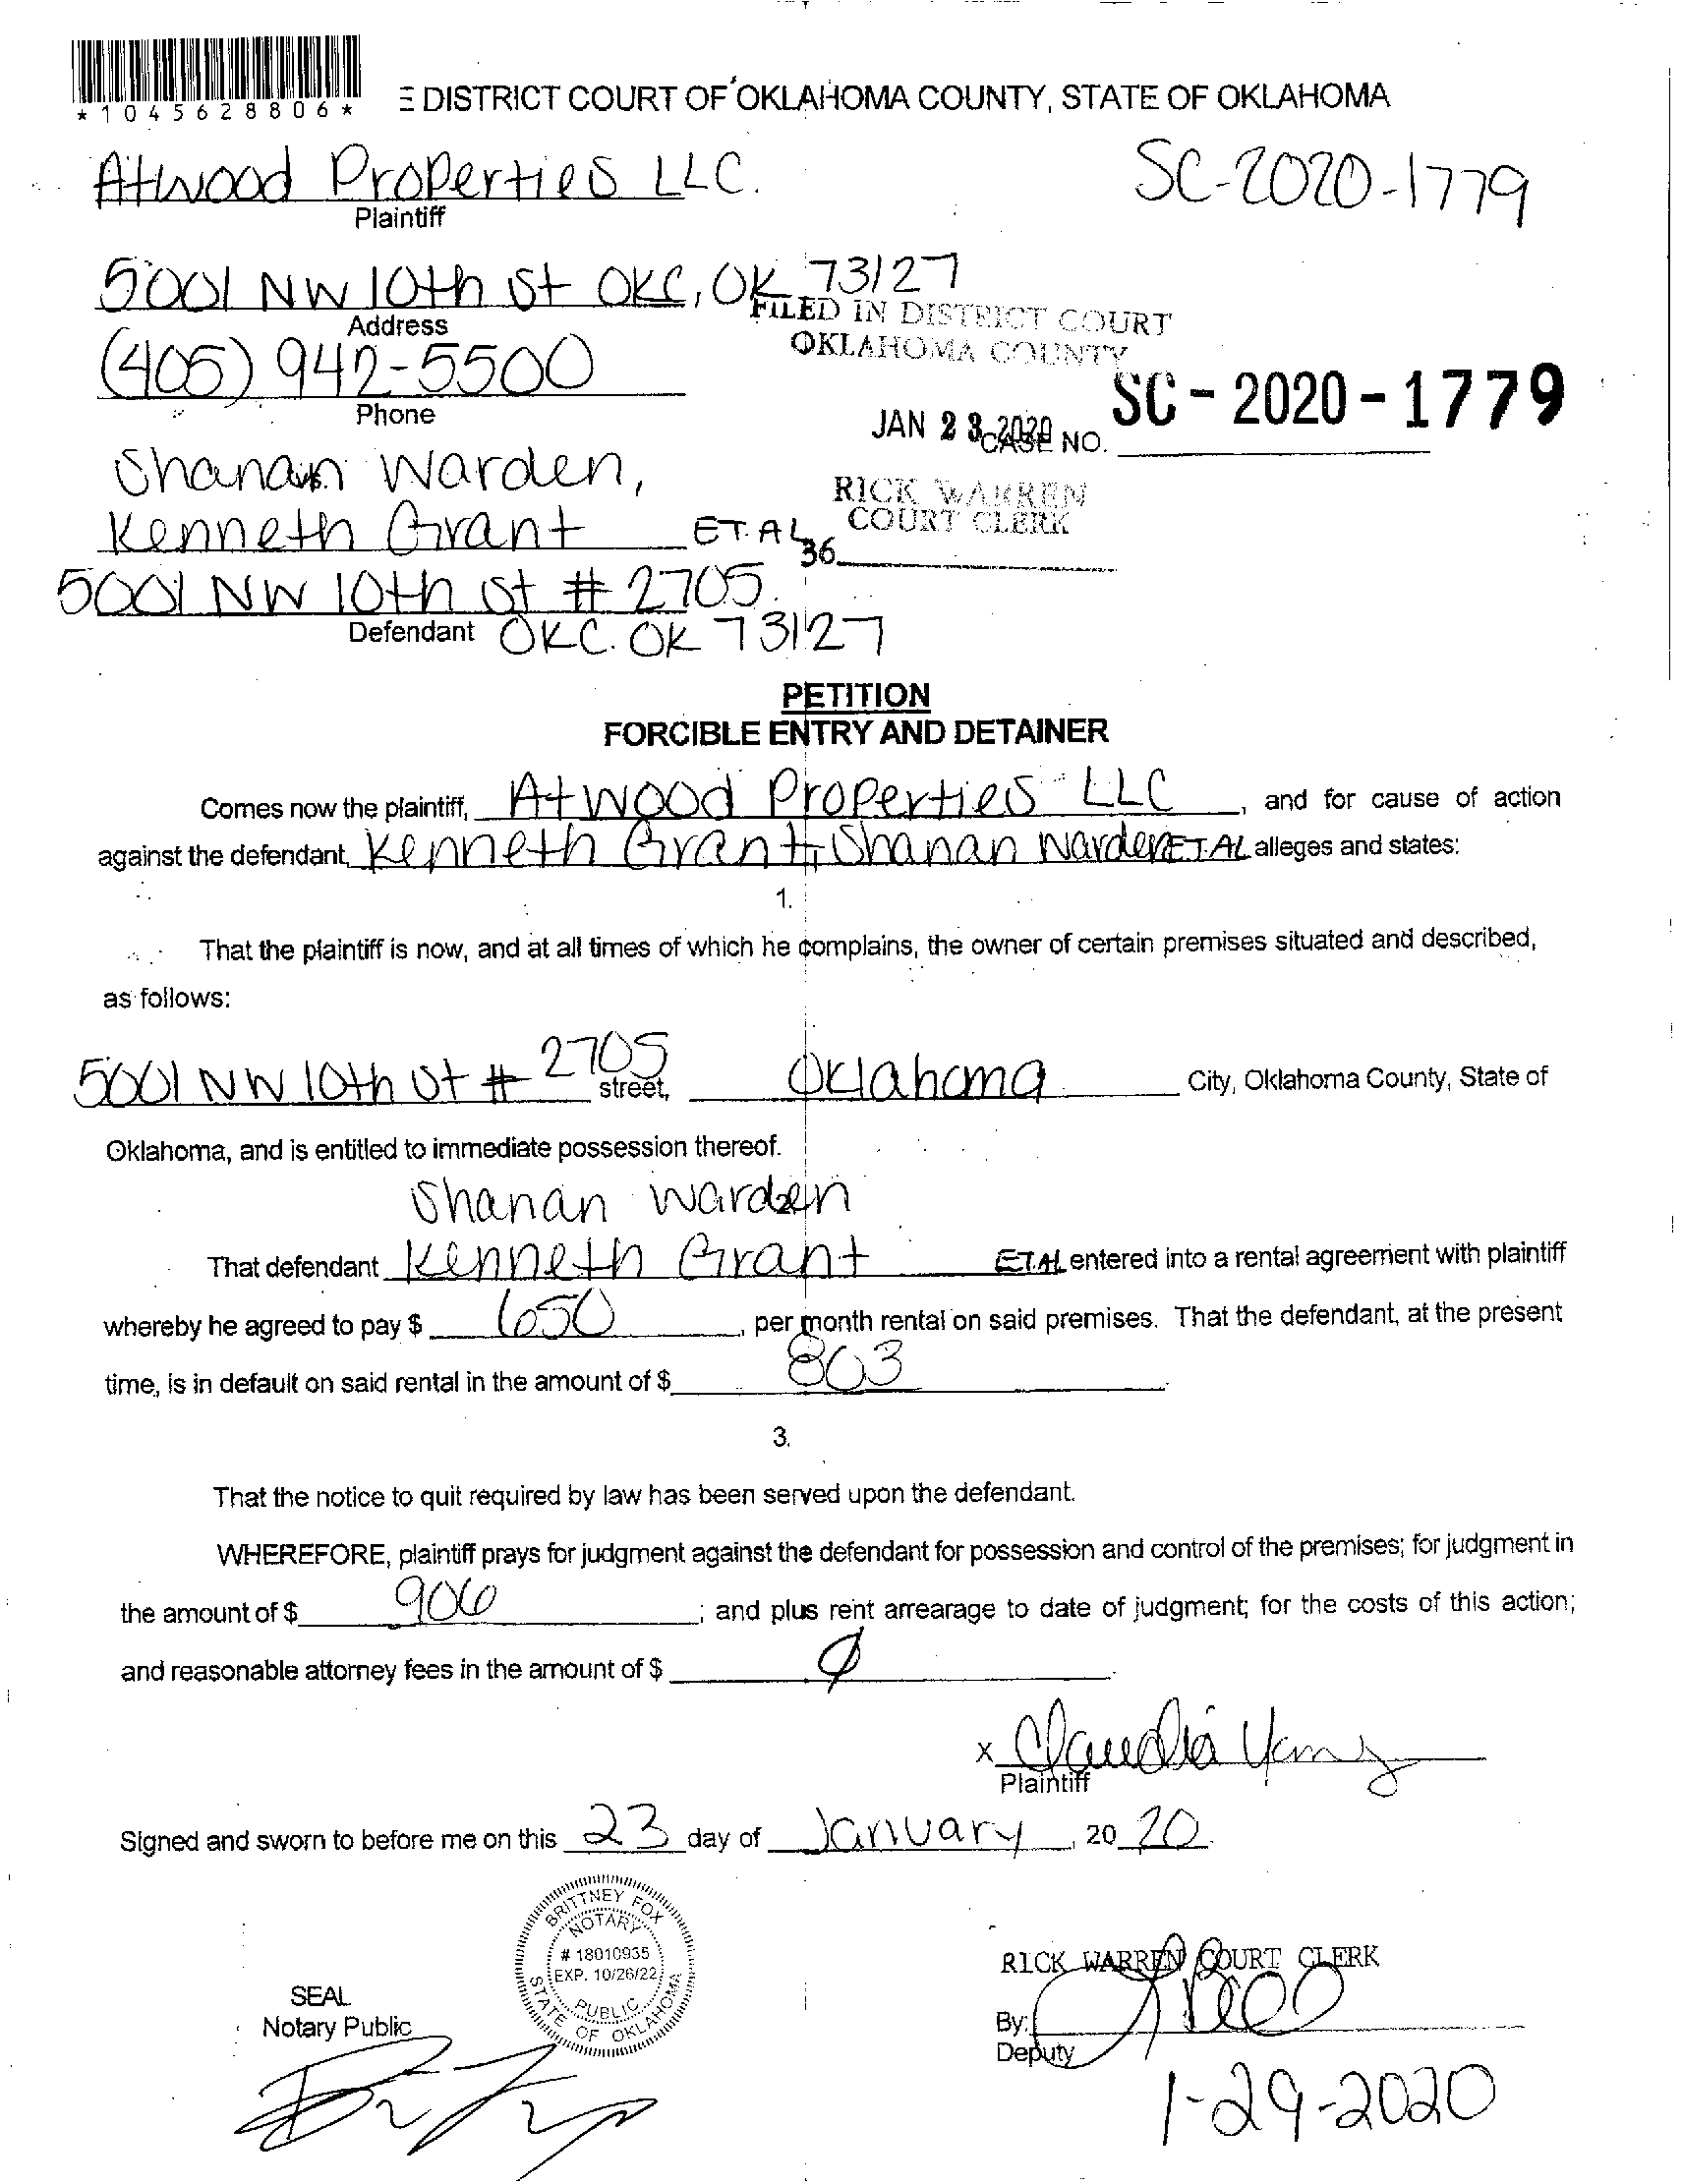 *1045628806*
E DISTRICT COURT OF OKLAHOMA COUNTY, STATE OF OKLAHOMA
Atwood Properties LLC.
SC-2020-1779
Plaintiff
5001 NW 10th St OKC, OK 73127
Address
FILED IN DISTRICT COURT
OKLAHOMA COUNTY
(405) 942-5500
Phone
JAN 23 2020
CASE NO. SC-2020-1779
Shanan Warden,
RICK WARREN
COURT CLERK
Kenneth Grant ET. AL
36
5001 NW 10th St # 2705
Defendant OKC. OK 73127
PETITION
FORCIBLE ENTRY AND DETAINER
Comes now the plaintiff, Atwood Properties LLC, and for cause of action
against the defendant, Kenneth Grant, Shanan Warden ET.AL alleges and states:
1.
That the plaintiff is now, and at all times of which he complains, the owner of certain premises situated and described,
as follows:
5001 NW 10th St # 2705 street, Oklahoma City, Oklahoma County, State of
Oklahoma, and is entitled to immediate possession thereof.
Shanan Warden
That defendant Kenneth Grant ET.AL entered into a rental agreement with plaintiff
whereby he agreed to pay $ 650, per month rental on said premises. That the defendant, at the present
time, is in default on said rental in the amount of $ 803.
3.
That the notice to quit required by law has been served upon the defendant.
WHEREFORE, plaintiff prays for judgment against the defendant for possession and control of the premises; for judgment in
the amount of $ 906; and plus rent arrearage to date of judgment; for the costs of this action;
and reasonable attorney fees in the amount of $ 0.
x Claudia
Plaintiff
Signed and sworn to before me on this 23 day of January, 2020.
BRITTNEY FOX
NOTARY
# 18010935
EXP. 10/26/22
PUBLIC
STATE OF OKLAHOMA
SEAL
Notary Public
RICK WARREN COURT CLERK
By:
Deputy
1-29-2020